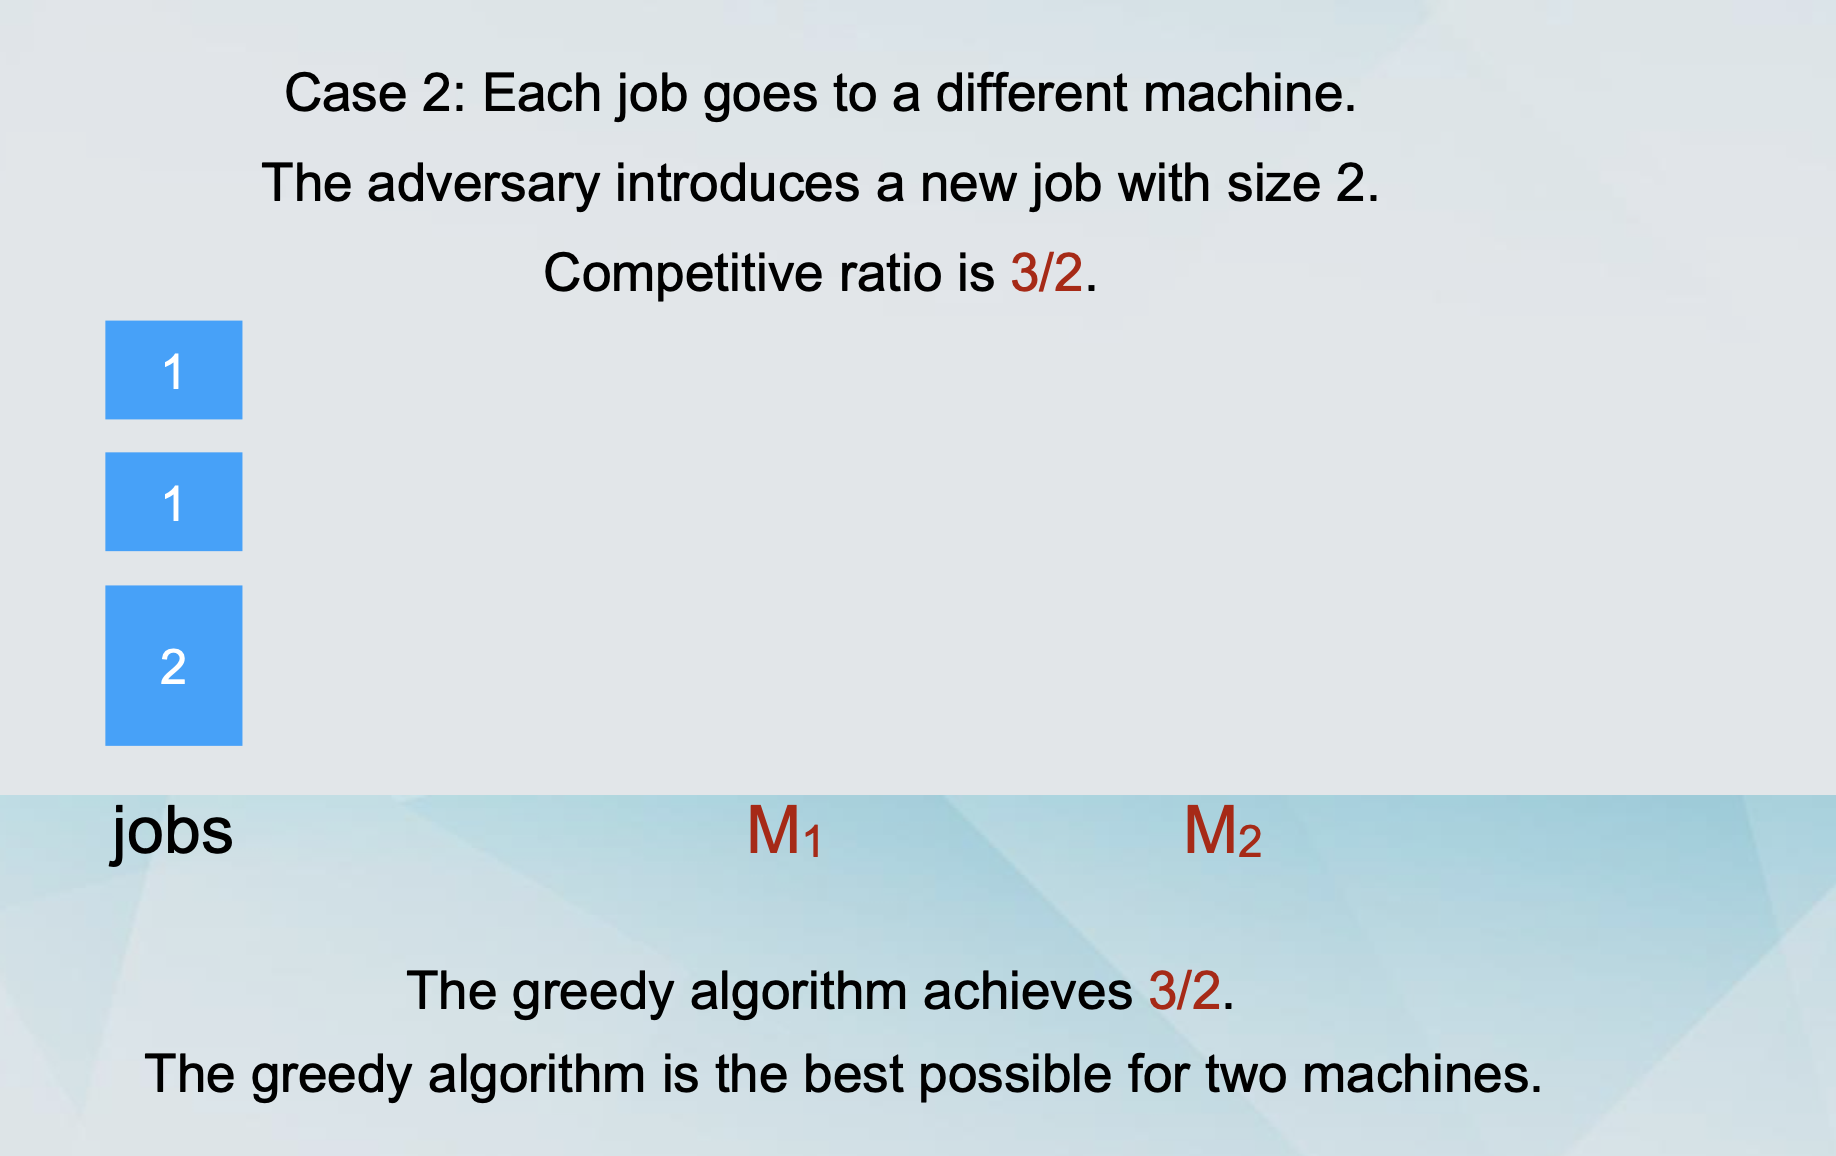 Case 2: Each job goes to a different machine.
The adversary introduces a new job with size 2.
Competitive ratio is 3/2.
1
1
2
jobs M₁ M₂
The greedy algorithm achieves 3/2.
The greedy algorithm is the best possible for two machines.